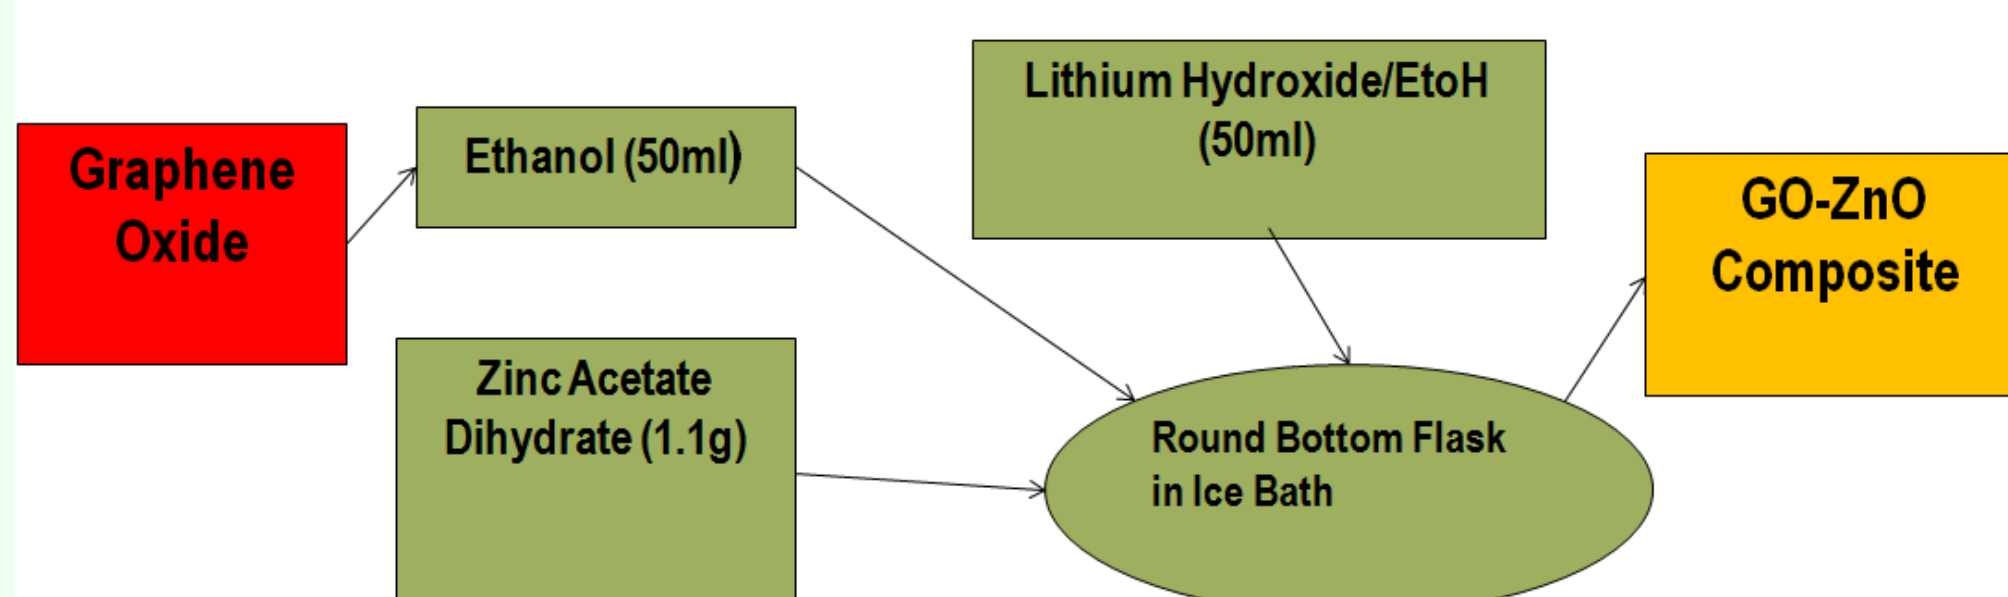 Graphene
Oxide
Ethanol (50ml)
Zinc Acetate
Dihydrate (1.1g)
Lithium Hydroxide/EtoH
(50ml)
Round Bottom Flask
in Ice Bath
GO-ZnO
Composite